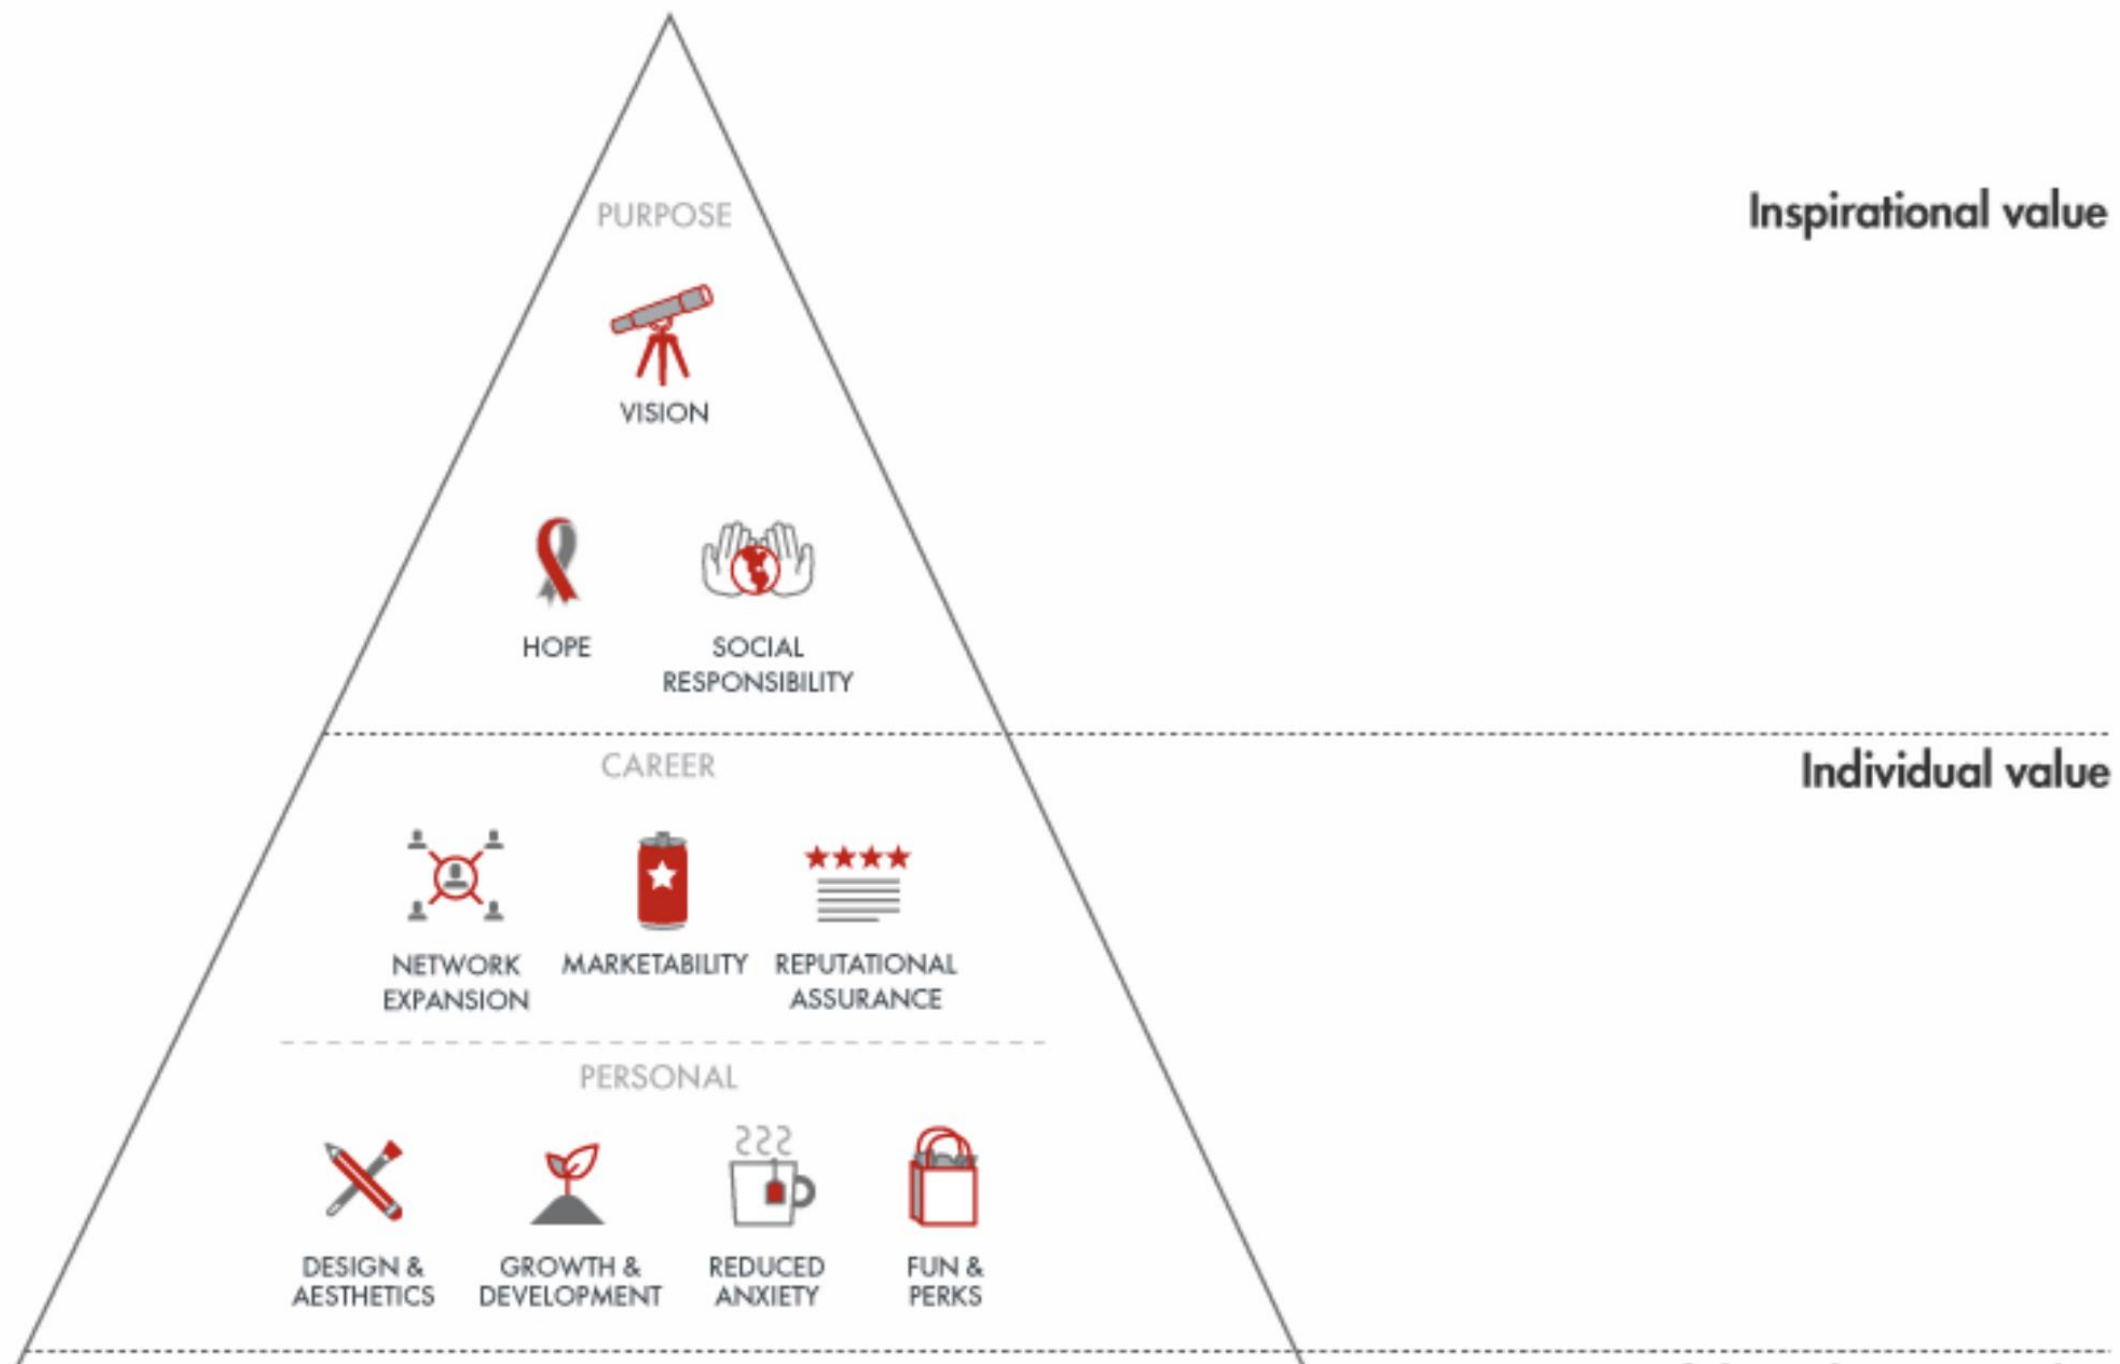 PURPOSE
Inspirational value
VISION
HOPE
SOCIAL
RESPONSIBILITY
CAREER
Individual value
NETWORK
EXPANSION
MARKETABILITY
REPUTATIONAL
ASSURANCE
PERSONAL
DESIGN &
AESTHETICS
GROWTH &
DEVELOPMENT
REDUCED
ANXIETY
FUN &
PERKS